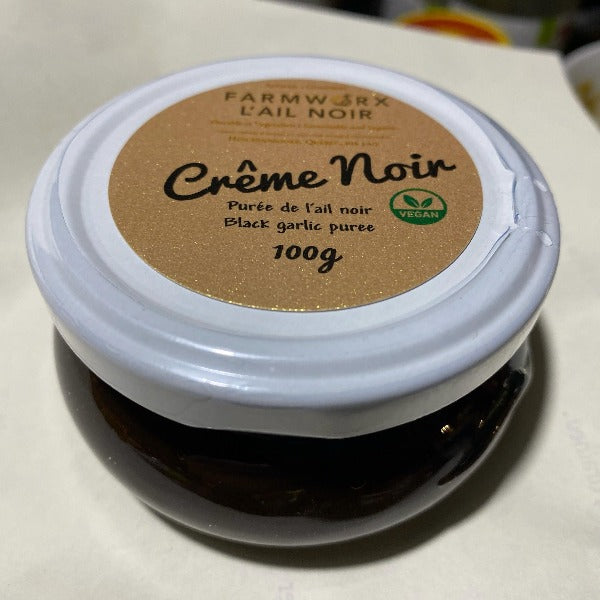 FARMWORX
L'AIL NOIR
Crême Noir
Purée de l'ail noir
Black garlic puree
VEGAN
100g